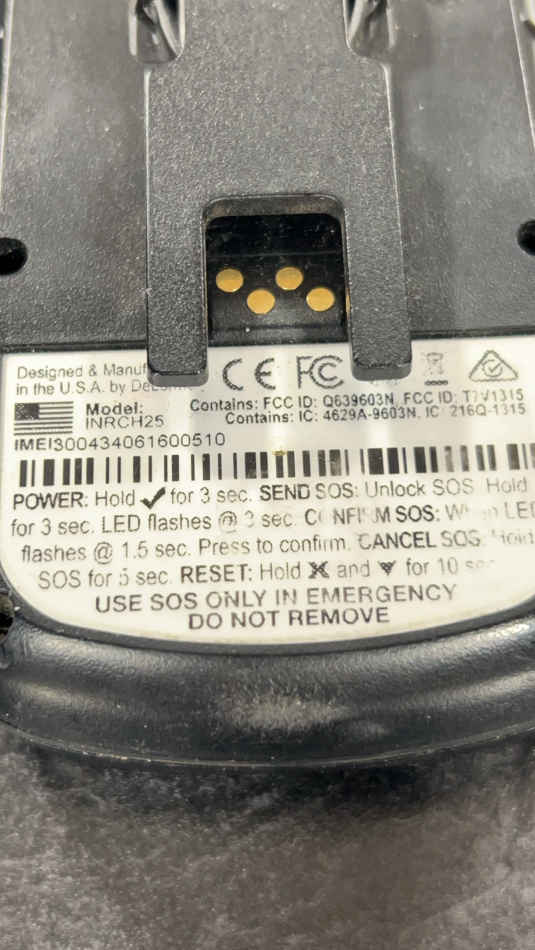 Designed & Manuf
in the U.S.A. by DeLorme
CE FC
Model:
INRCH25
Contains: FCC ID: Q639603N, FCC ID: T7V1315
Contains: IC: 4629A-9603N, IC: 216Q-1315
IMEI300434061600510
POWER: Hold ✔ for 3 sec. SEND SOS: Unlock SOS. Hold
for 3 sec. LED flashes @ 3 sec. CONFIRM SOS: When LED
flashes @ 1.5 sec. Press to confirm. CANCEL SOS: Hold
SOS for 5 sec. RESET: Hold ✖ and ▼ for 10 sec.
USE SOS ONLY IN EMERGENCY
DO NOT REMOVE